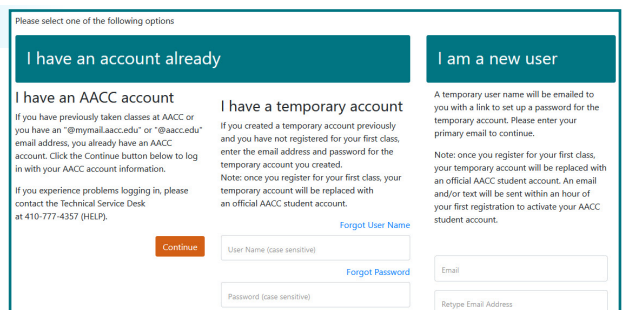 Please select one of the following options
I have an account already
I have an AACC account
If you have previously taken classes at AACC or
you have an "@mymail.aacc.edu" or "@aacc.edu"
email address, you already have an AACC
account. Click the Continue button below to log
in with your AACC account information.
If you experience problems logging in, please
contact the Technical Service Desk
at 410-777-4357 (HELP).
Continue
I have a temporary account
If you created a temporary account previously
and you have not registered for your first class,
enter the email address and password for the
temporary account you created.
Note: once you register for your first class, your
temporary account will be replaced with
an official AACC student account.
Forgot User Name
User Name (case sensitive)
Forgot Password
Password (case sensitive)
I am a new user
A temporary user name will be emailed to
you with a link to set up a password for the
temporary account. Please enter your
primary email to continue.
Note: once you register for your first class,
your temporary account will be replaced with
an official AACC student account. An email
and/or text will be sent within an hour of
your first registration to activate your AACC
student account.
Email
Retype Email Address